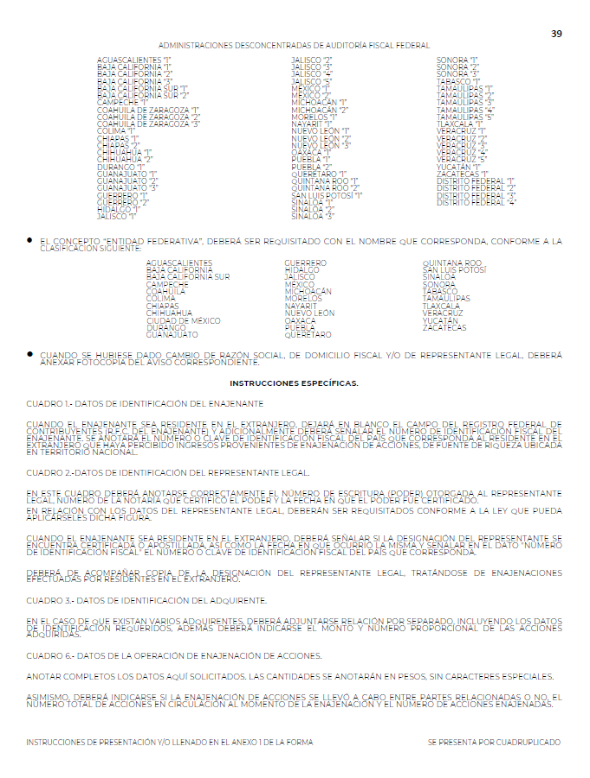 39
ADMINISTRACIONES DESCONCENTRADAS DE AUDITORÍA FISCAL FEDERAL
AGUASCALIENTES "1"
BAJA CALIFORNIA "1"
BAJA CALIFORNIA "2"
BAJA CALIFORNIA "3"
BAJA CALIFORNIA SUR "1"
BAJA CALIFORNIA SUR "2"
CAMPECHE "1"
COAHUILA DE ZARAGOZA "1"
COAHUILA DE ZARAGOZA "2"
COAHUILA DE ZARAGOZA "3"
COLIMA "1"
CHIAPAS "1"
CHIAPAS "2"
CHIHUAHUA "1"
CHIHUAHUA "2"
DURANGO "1"
GUANAJUATO "1"
GUANAJUATO "2"
GUANAJUATO "3"
GUERRERO "1"
GUERRERO "2"
HIDALGO "1"
JALISCO "1"
JALISCO "2"
JALISCO "3"
JALISCO "4"
JALISCO "5"
MÉXICO "1"
MÉXICO "2"
MICHOACÁN "1"
MICHOACÁN "2"
MORELOS "1"
NAYARIT "1"
NUEVO LEÓN "1"
NUEVO LEÓN "2"
NUEVO LEÓN "3"
OAXACA "1"
PUEBLA "1"
PUEBLA "2"
QUERÉTARO "1"
QUINTANA ROO "1"
QUINTANA ROO "2"
SAN LUIS POTOSÍ "1"
SINALOA "1"
SINALOA "2"
SINALOA "3"
SONORA "1"
SONORA "2"
SONORA "3"
TABASCO "1"
TAMAULIPAS "1"
TAMAULIPAS "2"
TAMAULIPAS "3"
TAMAULIPAS "4"
TAMAULIPAS "5"
TLAXCALA "1"
VERACRUZ "1"
VERACRUZ "2"
VERACRUZ "3"
VERACRUZ "4"
VERACRUZ "5"
YUCATÁN "1"
ZACATECAS "1"
DISTRITO FEDERAL "1"
DISTRITO FEDERAL "2"
DISTRITO FEDERAL "3"
DISTRITO FEDERAL "4"
● EL CONCEPTO "ENTIDAD FEDERATIVA", DEBERÁ SER REQUISITADO CON EL NOMBRE QUE CORRESPONDA, CONFORME A LA
CLASIFICACIÓN SIGUIENTE:
AGUASCALIENTES
BAJA CALIFORNIA
BAJA CALIFORNIA SUR
CAMPECHE
COAHUILA
COLIMA
CHIAPAS
CHIHUAHUA
CIUDAD DE MÉXICO
DURANGO
GUANAJUATO
GUERRERO
HIDALGO
JALISCO
MÉXICO
MICHOACÁN
MORELOS
NAYARIT
NUEVO LEÓN
OAXACA
PUEBLA
QUERÉTARO
QUINTANA ROO
SAN LUIS POTOSÍ
SINALOA
SONORA
TABASCO
TAMAULIPAS
TLAXCALA
VERACRUZ
YUCATÁN
ZACATECAS
● CUANDO SE HUBIESE DADO CAMBIO DE RAZÓN SOCIAL, DE DOMICILIO FISCAL Y/O DE REPRESENTANTE LEGAL, DEBERÁ
ANEXAR FOTOCOPIA DEL AVISO CORRESPONDIENTE.
INSTRUCCIONES ESPECÍFICAS.
CUADRO 1.- DATOS DE IDENTIFICACIÓN DEL ENAJENANTE
CUANDO EL ENAJENANTE SEA RESIDENTE EN EL EXTRANJERO, DEJARÁ EN BLANCO EL CAMPO DEL REGISTRO FEDERAL DE
CONTRIBUYENTES (R.F.C. DEL ENAJENANTE) Y ADICIONALMENTE DEBERÁ SEÑALAR EL NÚMERO DE IDENTIFICACIÓN FISCAL DEL
ENAJENANTE. SE ANOTARÁ EL NÚMERO O CLAVE DE IDENTIFICACIÓN FISCAL DEL PAÍS QUE CORRESPONDA AL RESIDENTE EN EL
EXTRANJERO QUE HAYA PERCIBIDO INGRESOS PROVENIENTES DE ENAJENACIÓN DE ACCIONES, DE FUENTE DE RIQUEZA UBICADA
EN TERRITORIO NACIONAL.
CUADRO 2.-DATOS DE IDENTIFICACIÓN DEL REPRESENTANTE LEGAL.
EN ESTE CUADRO DEBERÁ ANOTARSE CORRECTAMENTE EL NÚMERO DE ESCRITURA (PODER) OTORGADA AL REPRESENTANTE
LEGAL, NÚMERO DE LA NOTARÍA QUE CERTIFICÓ EL PODER Y LA FECHA EN QUE EL PODER FUE CERTIFICADO.
EN RELACIÓN CON LOS DATOS DEL REPRESENTANTE LEGAL, DEBERÁN SER REQUISITADOS CONFORME A LA LEY QUE PUEDA
APLICÁRSELES DICHA FIGURA.
CUANDO EL ENAJENANTE SEA RESIDENTE EN EL EXTRANJERO, DEBERÁ SEÑALAR SI LA DESIGNACIÓN DEL REPRESENTANTE SE
ENCUENTRA CERTIFICADA O APOSTILLADA, ASÍ COMO LA FECHA EN QUE OCURRIÓ LA MISMA Y SEÑALAR EN EL DATO "NÚMERO
DE IDENTIFICACIÓN FISCAL" EL NÚMERO O CLAVE DE IDENTIFICACIÓN FISCAL DEL PAÍS QUE CORRESPONDA.
DEBERÁ DE ACOMPAÑAR COPIA DE LA DESIGNACIÓN DEL REPRESENTANTE LEGAL, TRATÁNDOSE DE ENAJENACIONES
EFECTUADAS POR RESIDENTES EN EL EXTRANJERO.
CUADRO 3.- DATOS DE IDENTIFICACIÓN DEL ADQUIRENTE.
EN EL CASO DE QUE EXISTAN VARIOS ADQUIRENTES, DEBERÁ ADJUNTARSE RELACIÓN POR SEPARADO, INCLUYENDO LOS DATOS
DE IDENTIFICACIÓN REQUERIDOS, ADEMÁS DEBERÁ INDICARSE EL MONTO Y NÚMERO PROPORCIONAL DE LAS ACCIONES
ADQUIRIDAS.
CUADRO 6.- DATOS DE LA OPERACIÓN DE ENAJENACIÓN DE ACCIONES.
ANOTAR COMPLETOS LOS DATOS AQUÍ SOLICITADOS. LAS CANTIDADES SE ANOTARÁN EN PESOS, SIN CARACTERES ESPECIALES.
ASIMISMO, DEBERÁ INDICARSE SI LA ENAJENACIÓN DE ACCIONES SE LLEVÓ A CABO ENTRE PARTES RELACIONADAS O NO, EL
NÚMERO TOTAL DE ACCIONES EN CIRCULACIÓN AL MOMENTO DE LA ENAJENACIÓN Y EL NÚMERO DE ACCIONES ENAJENADAS.
INSTRUCCIONES DE PRESENTACIÓN Y/O LLENADO EN EL ANEXO 1 DE LA FORMA
SE PRESENTA POR CUADRUPLICADO